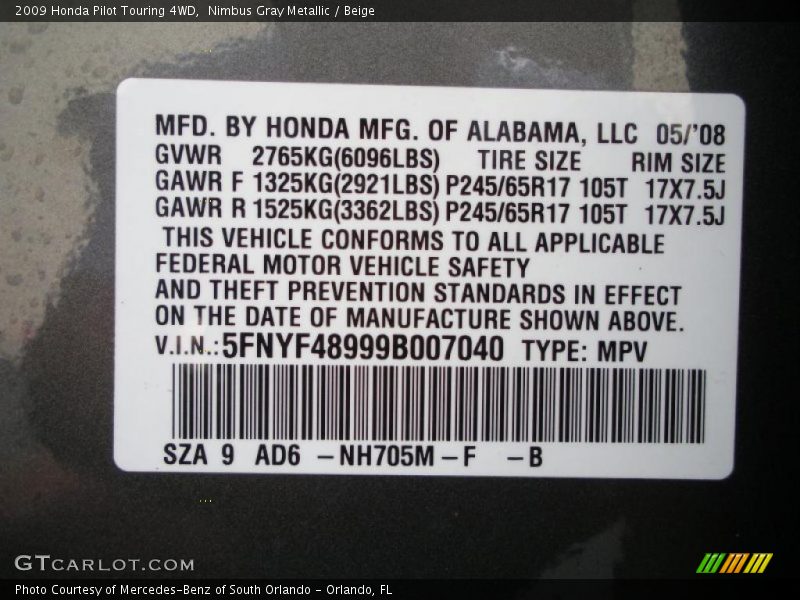 2009 Honda Pilot Touring 4WD,  Nimbus Gray Metallic / Beige
MFD. BY HONDA MFG. OF ALABAMA, LLC 05/'08
GVWR 2765KG(6096LBS) TIRE SIZE RIM SIZE
GAWR F 1325KG(2921LBS) P245/65R17 105T 17X7.5J
GAWR R 1525KG(3362LBS) P245/65R17 105T 17X7.5J
THIS VEHICLE CONFORMS TO ALL APPLICABLE
FEDERAL MOTOR VEHICLE SAFETY
AND THEFT PREVENTION STANDARDS IN EFFECT
ON THE DATE OF MANUFACTURE SHOWN ABOVE.
V.I.N.: 5FNYF48999B007040 TYPE: MPV
SZA 9 AD6 -NH705M-F -B
GTCARLOT.COM
Photo Courtesy of Mercedes-Benz of South Orlando - Orlando, FL